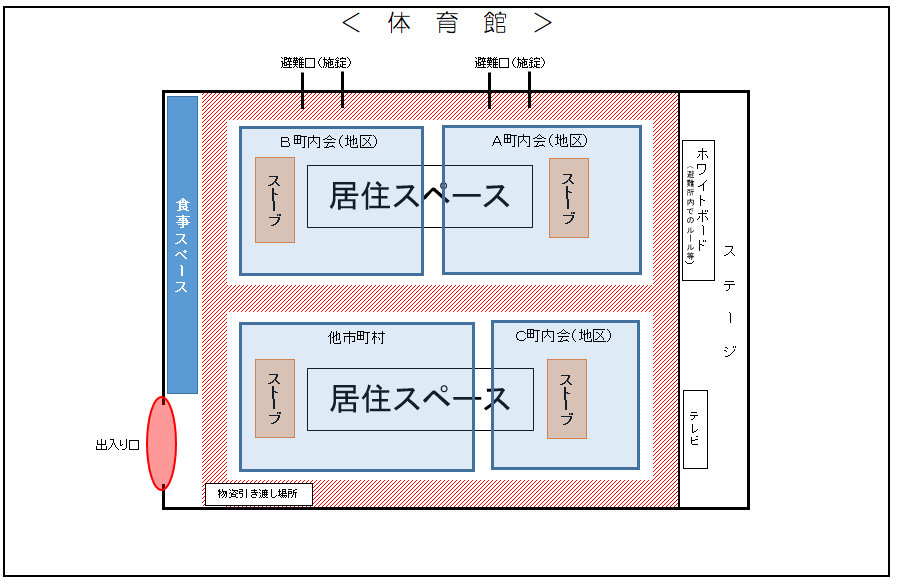 ＜ 体 育 館 ＞
避難口（施錠）
避難口（施錠）
Ｂ町内会（地区）
Ａ町内会（地区）
ストーブ
居住スペース
ストーブ
食事スペース
ホワイトボード
（避難所内でのルール等）
ステージ
他市町村
Ｃ町内会（地区）
ストーブ
居住スペース
ストーブ
テレビ
出入り口
物資引き渡し場所